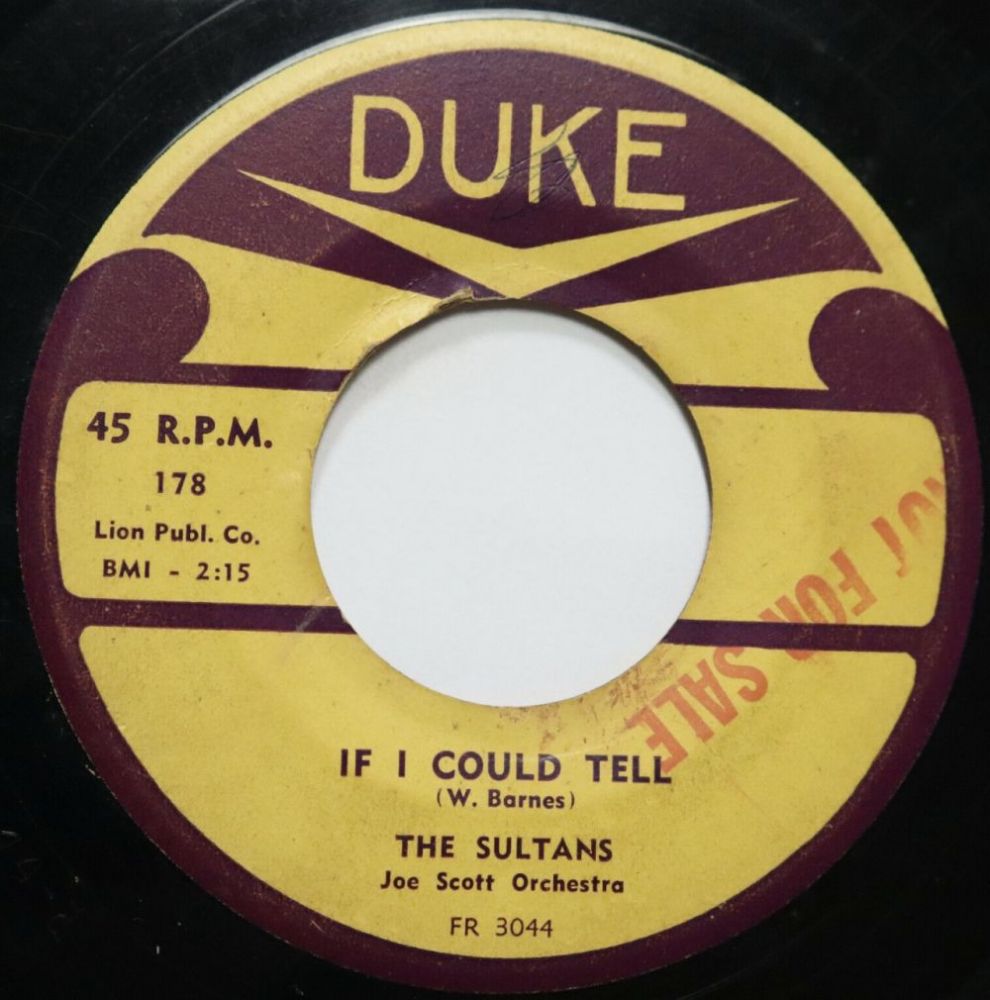 DUKE
45 R.P.M.
178
Lion Publ. Co.
BMI - 2:15
NOT FOR SALE
IF I COULD TELL
(W. Barnes)
THE SULTANS
Joe Scott Orchestra
FR 3044